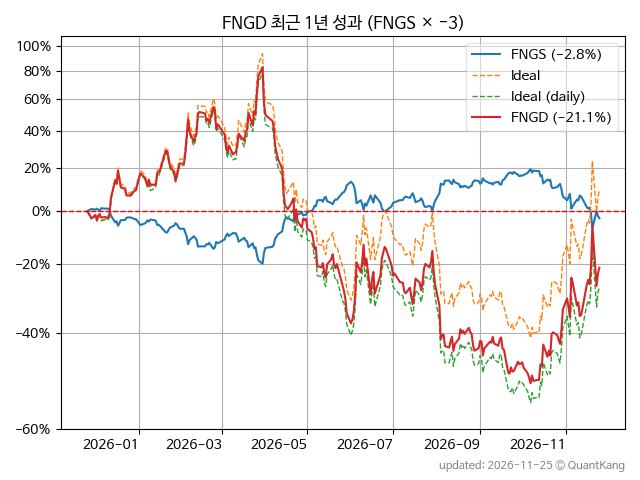 FNGD 최근 1년 성과 (FNGS × −3)
100%
80%
60%
40%
20%
0%
−20%
−40%
−60%
FNGS (−2.8%)
Ideal
Ideal (daily)
FNGD (−21.1%)
2026-01
2026-03
2026-05
2026-07
2026-09
2026-11
updated: 2026-11-25 © QuantKang